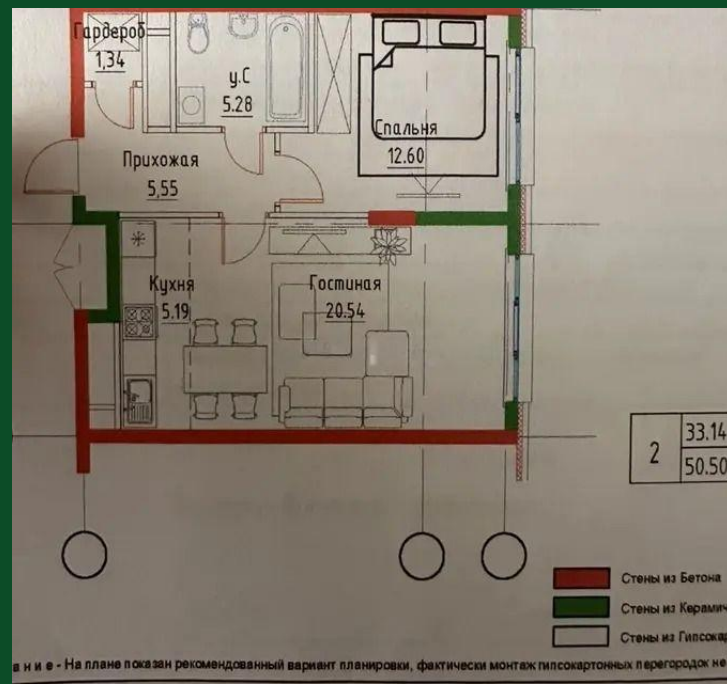 Гардероб
1,34
у.С
5.28
Спальня
12.60
Прихожая
5,55
Кухня
5.19
Гостиная
20.54
2
33.14
50.50
Стены из Бетона
Стены из Керамич
Стены из Гипсокар
ание - На плане показан рекомендованный вариант планировки, фактически монтаж гипсокартонных перегородок не